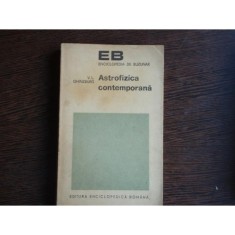 EB
ENCICLOPEDIA DE BUZUNAR
Astrofizica
contemporană
EDITURA ENCICLOPEDICĂ ROMÂNĂ